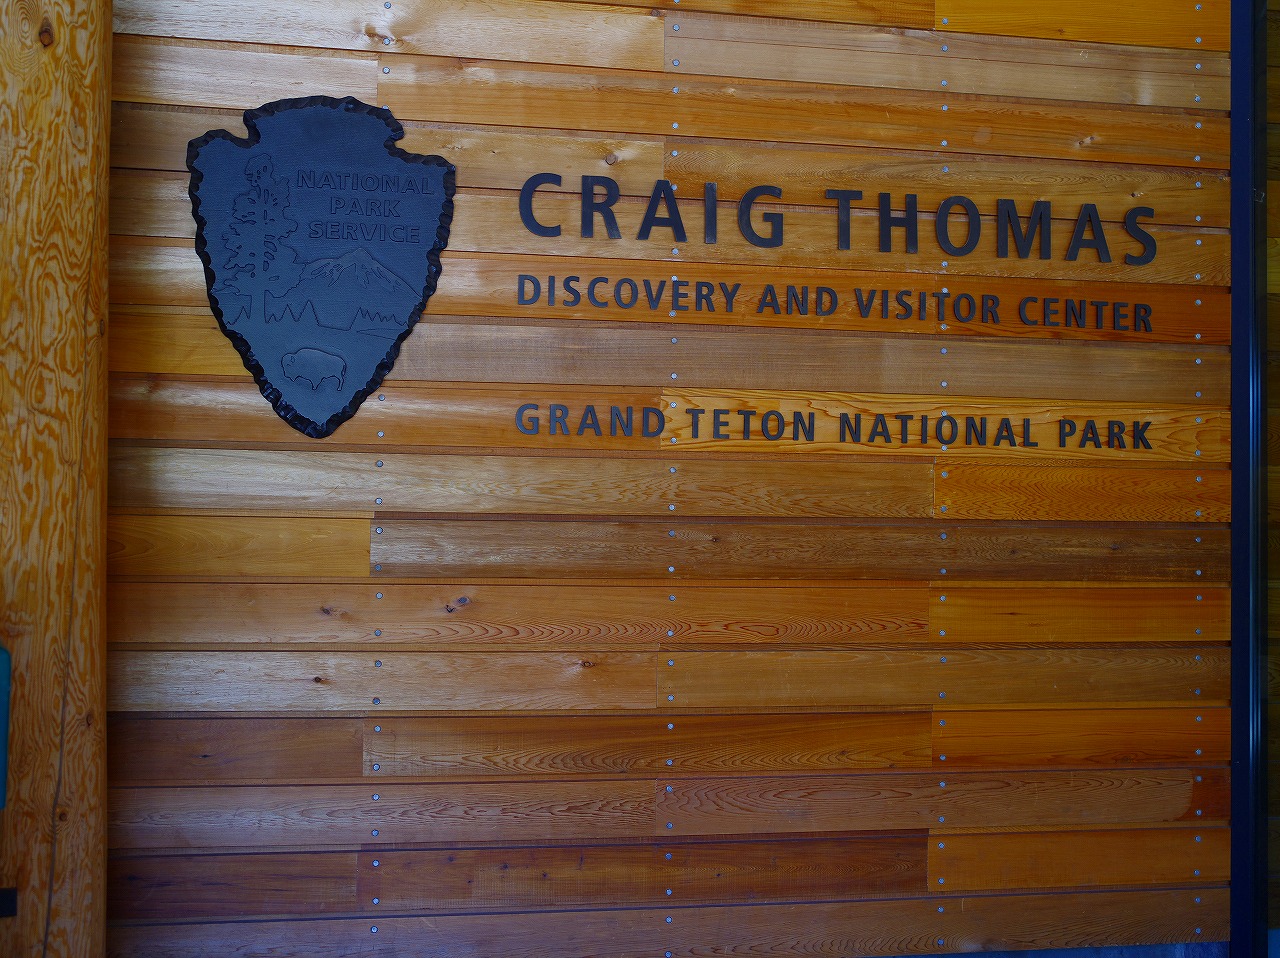 NATIONAL
PARK
SERVICE
CRAIG THOMAS
DISCOVERY AND VISITOR CENTER
GRAND TETON NATIONAL PARK